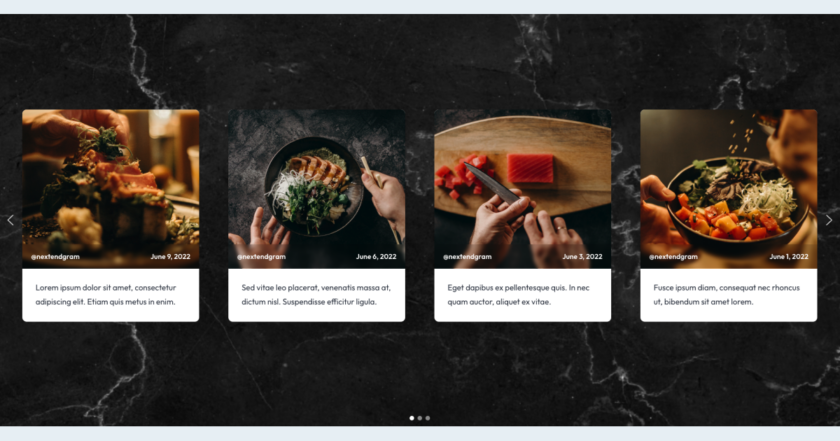 @nextendgram June 9, 2022
Lorem ipsum dolor sit amet, consectetur
adipiscing elit. Etiam quis metus in enim.
@nextendgram June 6, 2022
Sed vitae leo placerat, venenatis massa at,
dictum nisl. Suspendisse efficitur ligula.
@nextendgram June 3, 2022
Eget dapibus ex pellentesque quis. In nec
quam auctor, aliquet ex vitae.
@nextendgram June 1, 2022
Fusce ipsum diam, consequat nec rhoncus
ut, bibendum sit amet lorem.